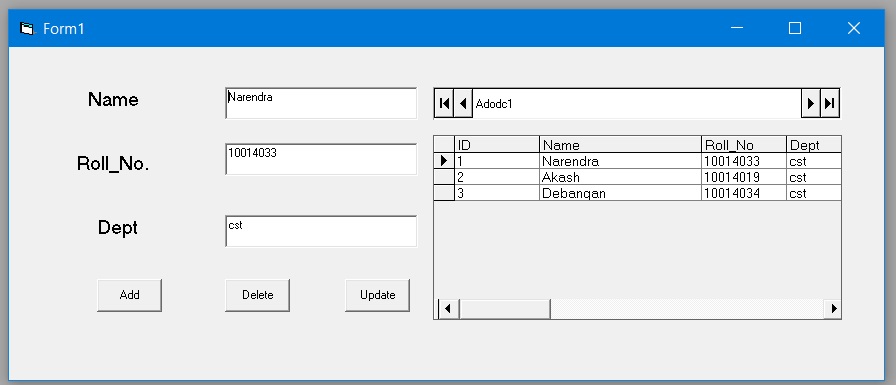 Form1
Name
Narendra
Adodc1
Roll_No.
10014033
Dept
cst
Add Delete Update
ID Name Roll_No Dept
1 Narendra 10014033 cst
2 Akash 10014019 cst
3 Debangan 10014034 cst